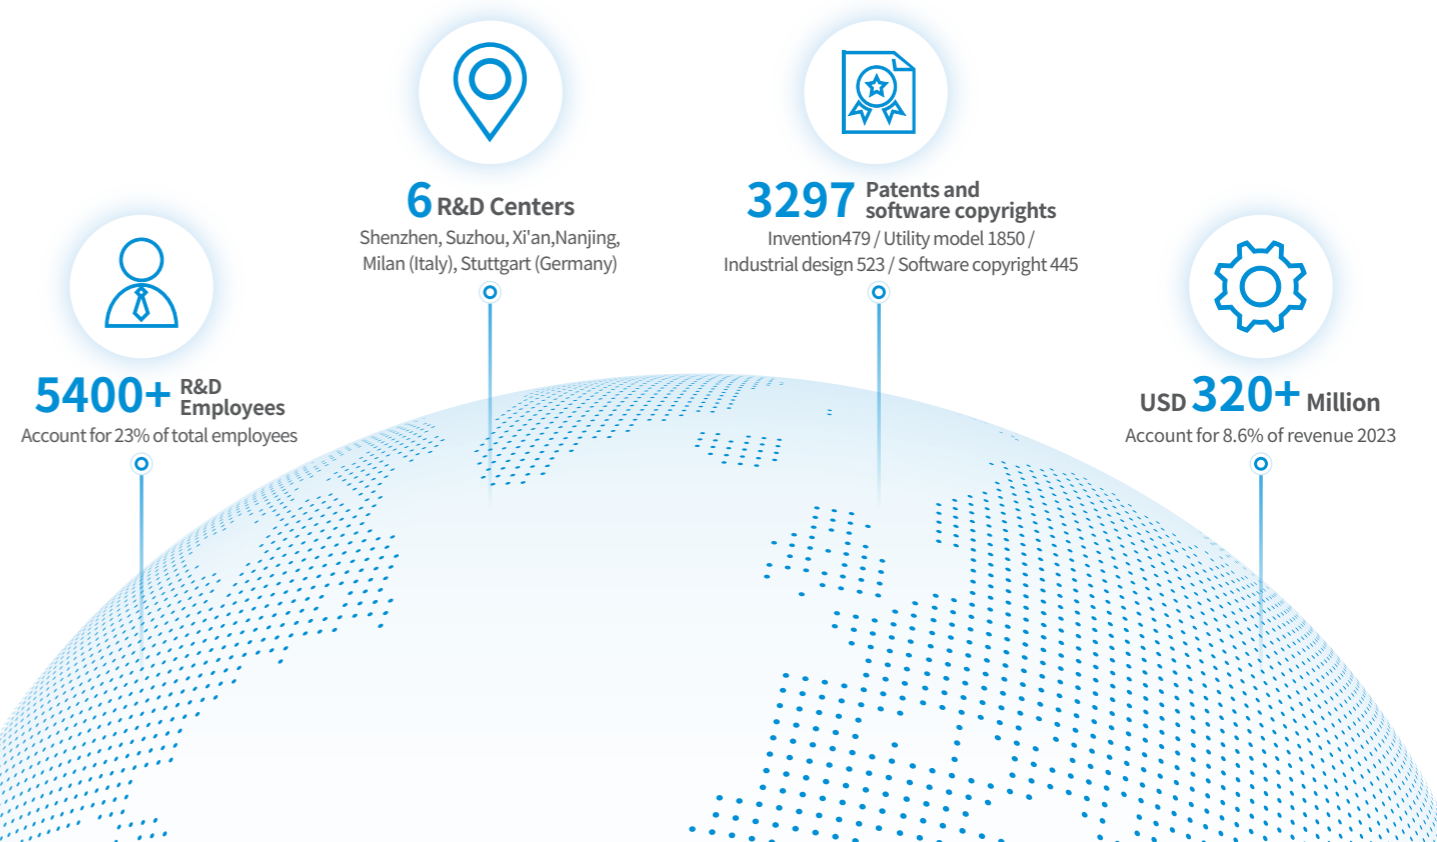 5400+ R&D
Employees
Account for 23% of total employees
6 R&D Centers
Shenzhen, Suzhou, Xi'an,Nanjing,
Milan (Italy), Stuttgart (Germany)
3297 Patents and
software copyrights
Invention479 / Utility model 1850 /
Industrial design 523 / Software copyright 445
USD 320+ Million
Account for 8.6% of revenue 2023